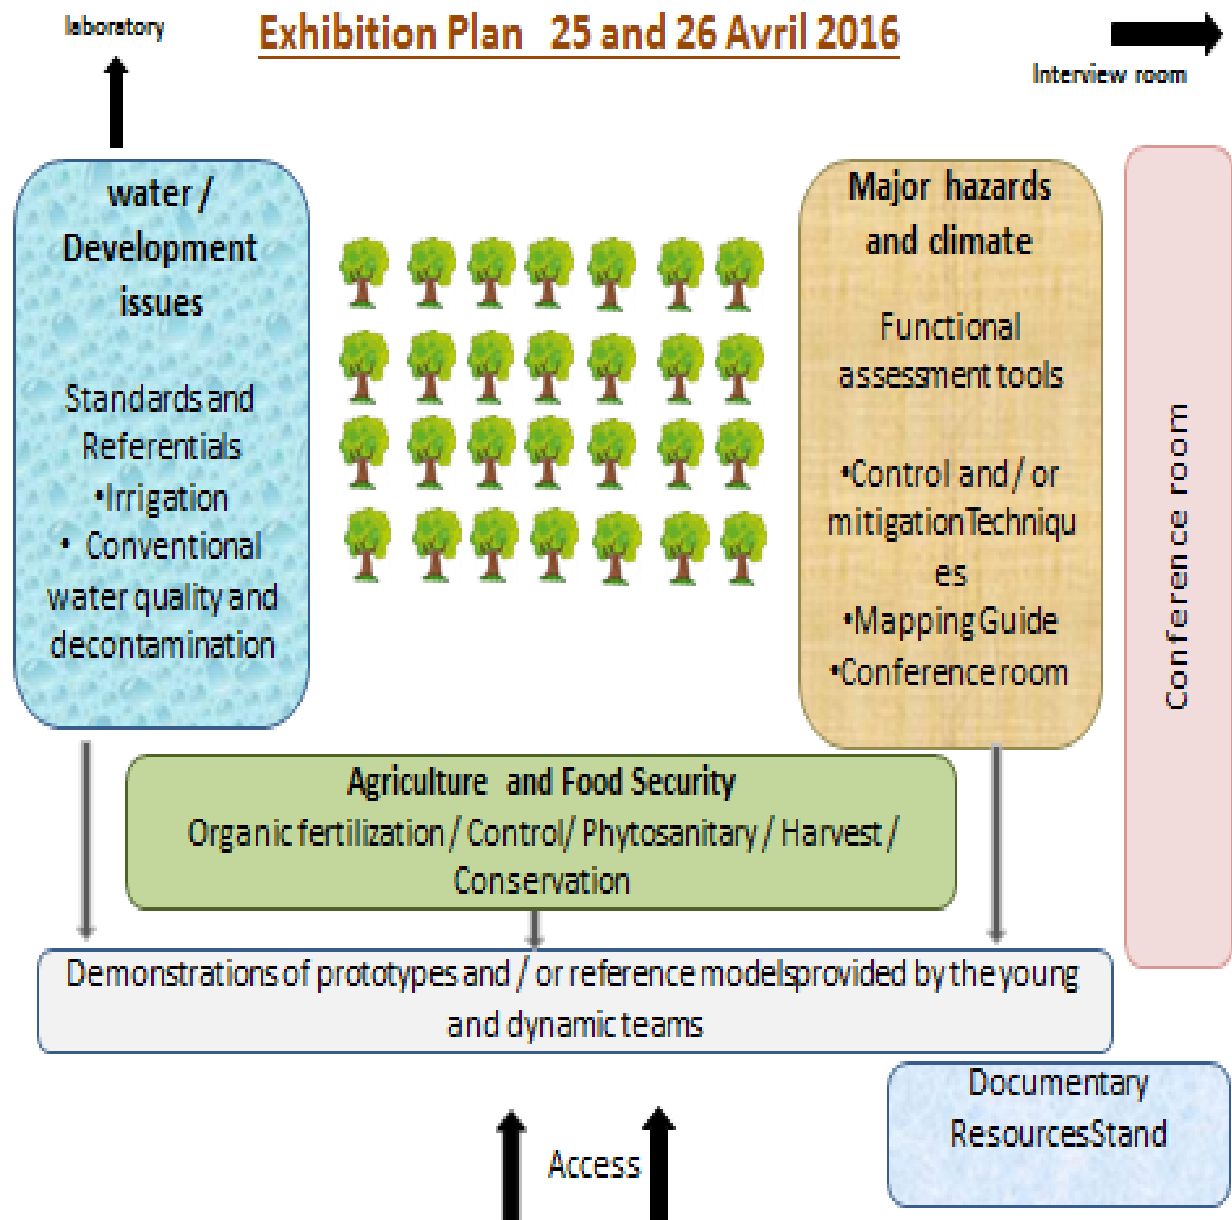 laboratory
Exhibition Plan 25 and 26 Avril 2016
Interview room
water /
Development
issues
Standards and
Referentials
•Irrigation
• Conventional
water quality and
decontamination
Major hazards
and climate
Functional
assessment tools
•Control and / or
mitigationTechniqu
es
•Mapping Guide
•Conference room
Conference room
Agriculture and Food Security
Organic fertilization / Control/ Phytosanitary / Harvest /
Conservation
Demonstrations of prototypes and / or reference modelsprovided by the young
and dynamic teams
Documentary
ResourcesStand
Access